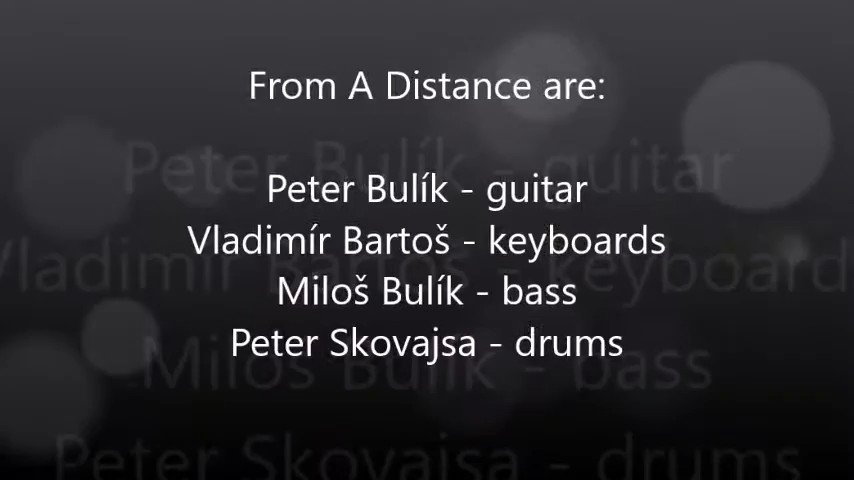 From A Distance are:
Peter Bulík - guitar
Vladimír Bartoš - keyboards
Miloš Bulík - bass
Peter Skovajsa - drums